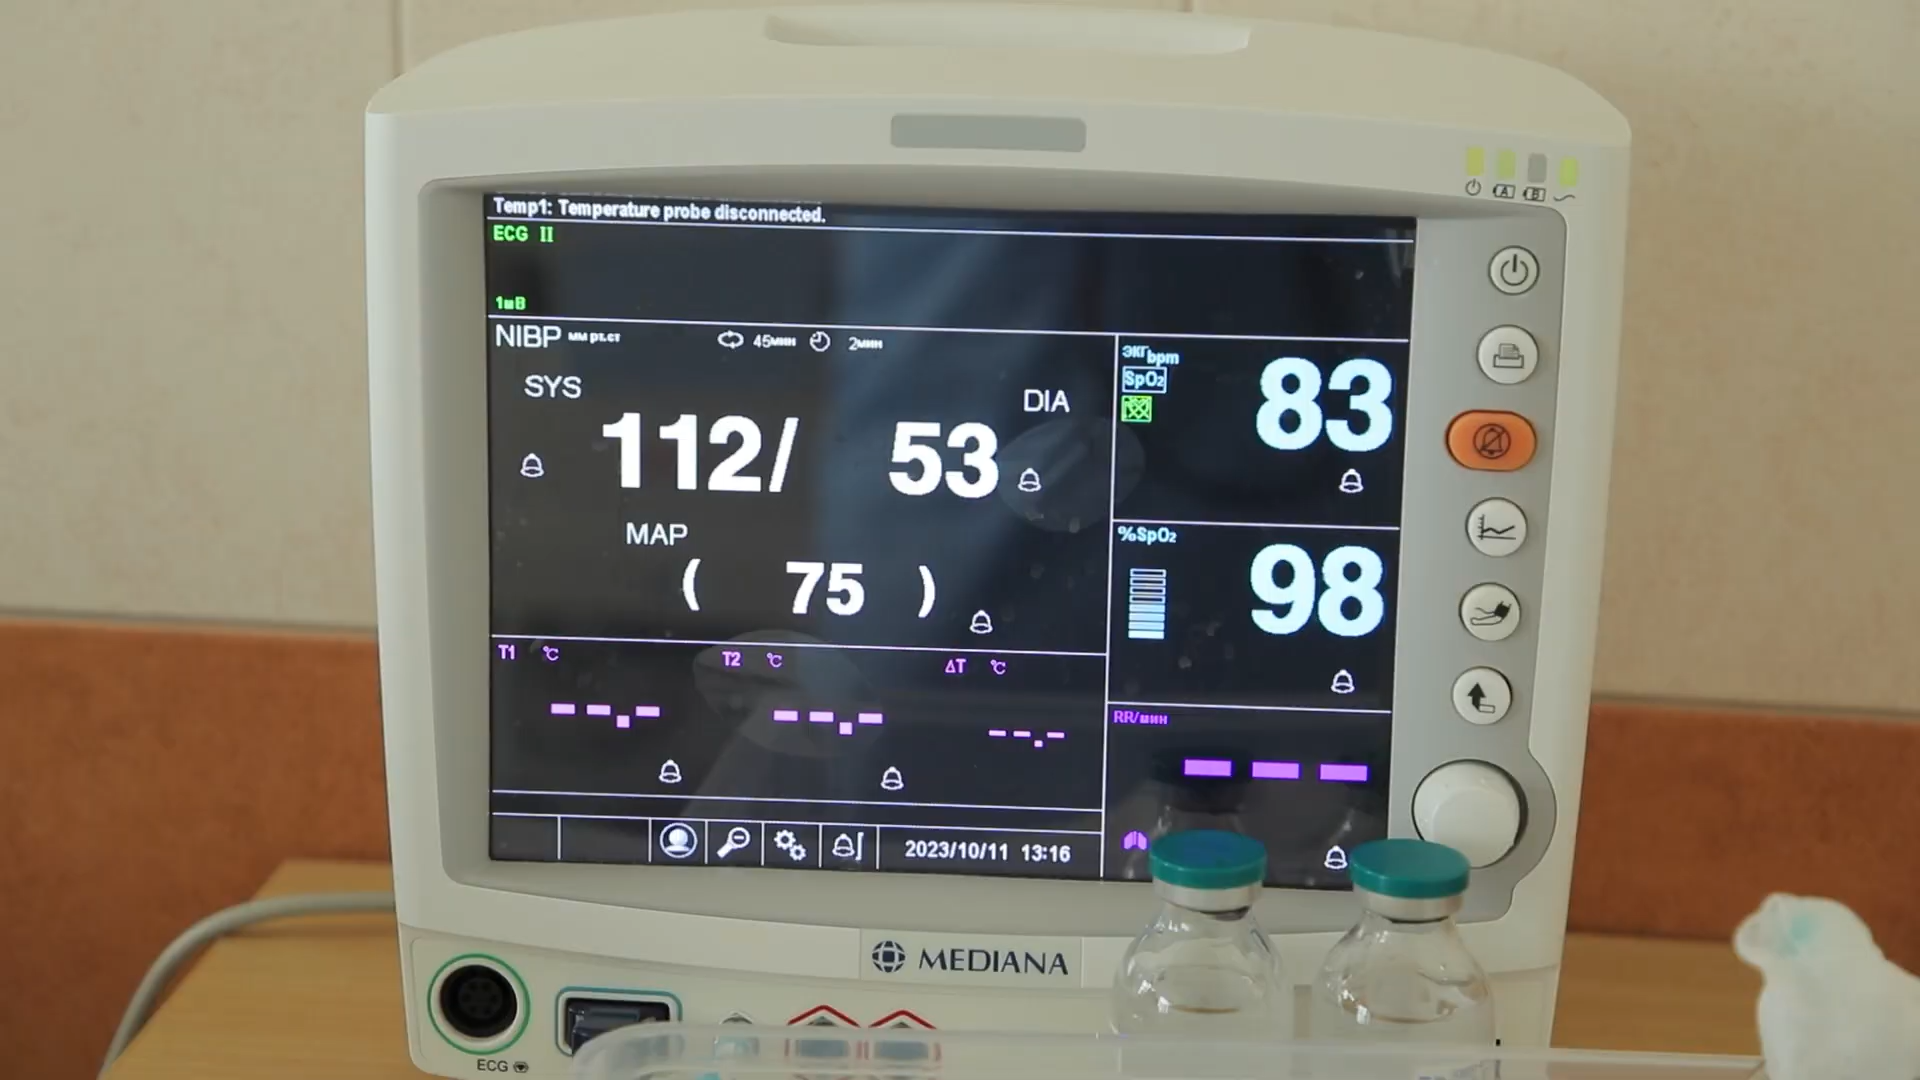 Temp1: Temperature probe disconnected.
ECG II
1мВ
NIBP мм рт.ст 45мин 2мин
SYS
DIA
112/ 53
MAP
( 75 )
ЭКГ bpm
SpO₂
83
%SpO₂
98
T1 °C
T2 °C
ΔT °C
--.-
--.-
--.-
RR/мин
---
2023/10/11 13:16
A
B
MEDIANA
ECG